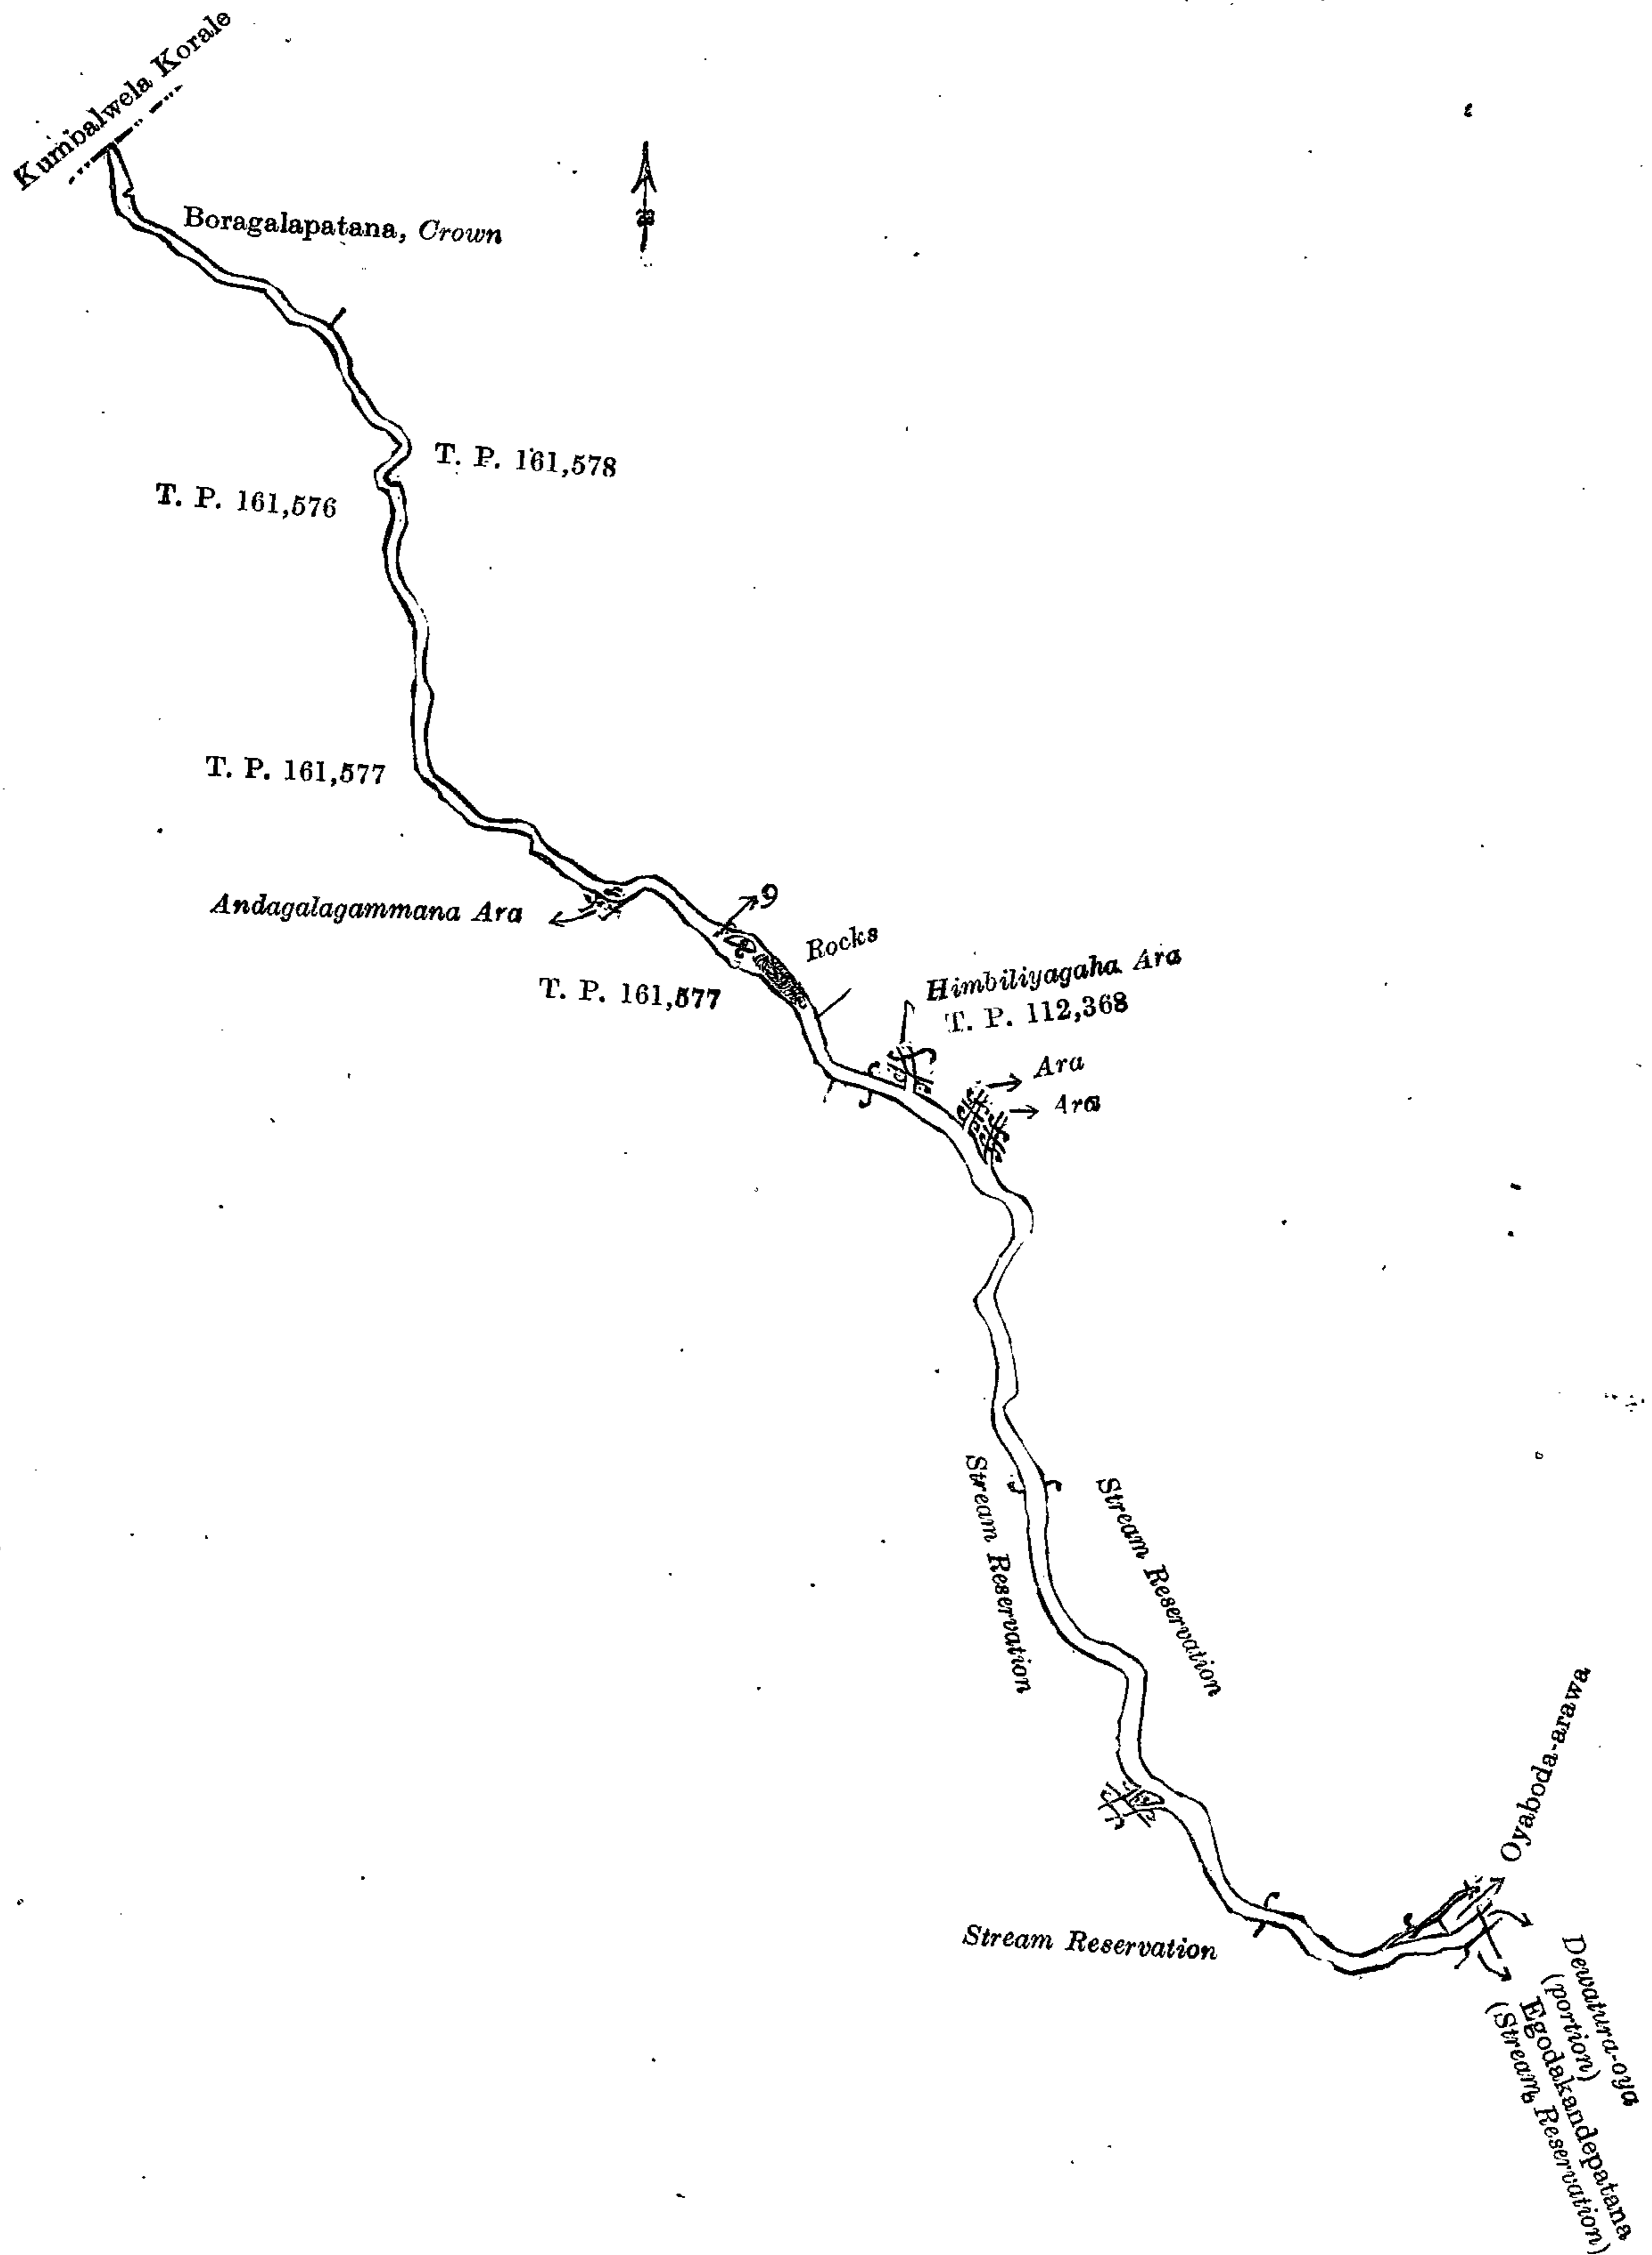 Kumbalwela Korale
Boragalapatana, Crown
T. P. 161,578
T. P. 161,576
T. P. 161,577
Andagalagammana Ara
9
Rocks
T. P. 161,577
Himbiliyagaha Ara
T. P. 112,368
Ara
Ara
Stream Reservation
Stream Reservation
Oyaboda-arawa
Stream Reservation
Dewatura-oya
(portion)
Egodakandepatana
(Stream Reservation)